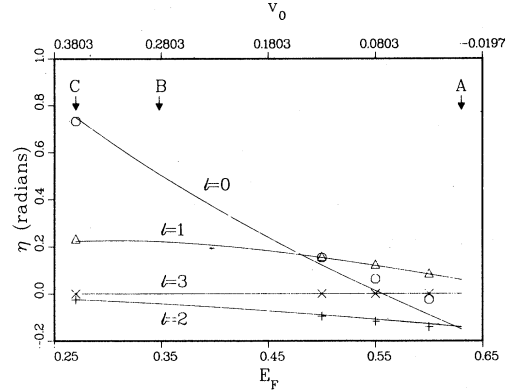 V₀
0.3803 0.2803 0.1803 0.0803 -0.0197
1.0
C B A
0.8
0.6
η (radians)
ℓ=0
0.4
ℓ=1
0.2
ℓ=3
0.0
ℓ=2
-0.2
0.25 0.35 0.45 0.55 0.65
E_F